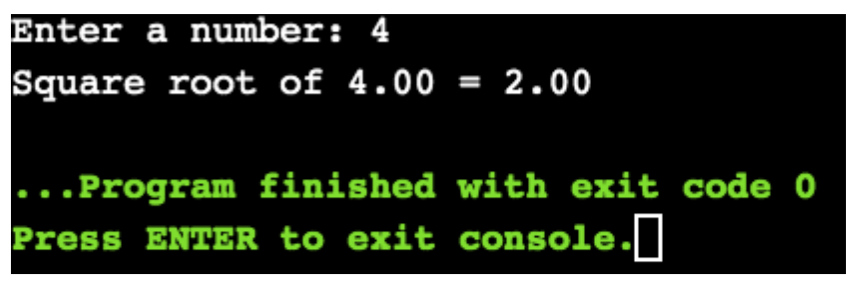 Enter a number: 4
Square root of 4.00 = 2.00
...Program finished with exit code 0
Press ENTER to exit console.